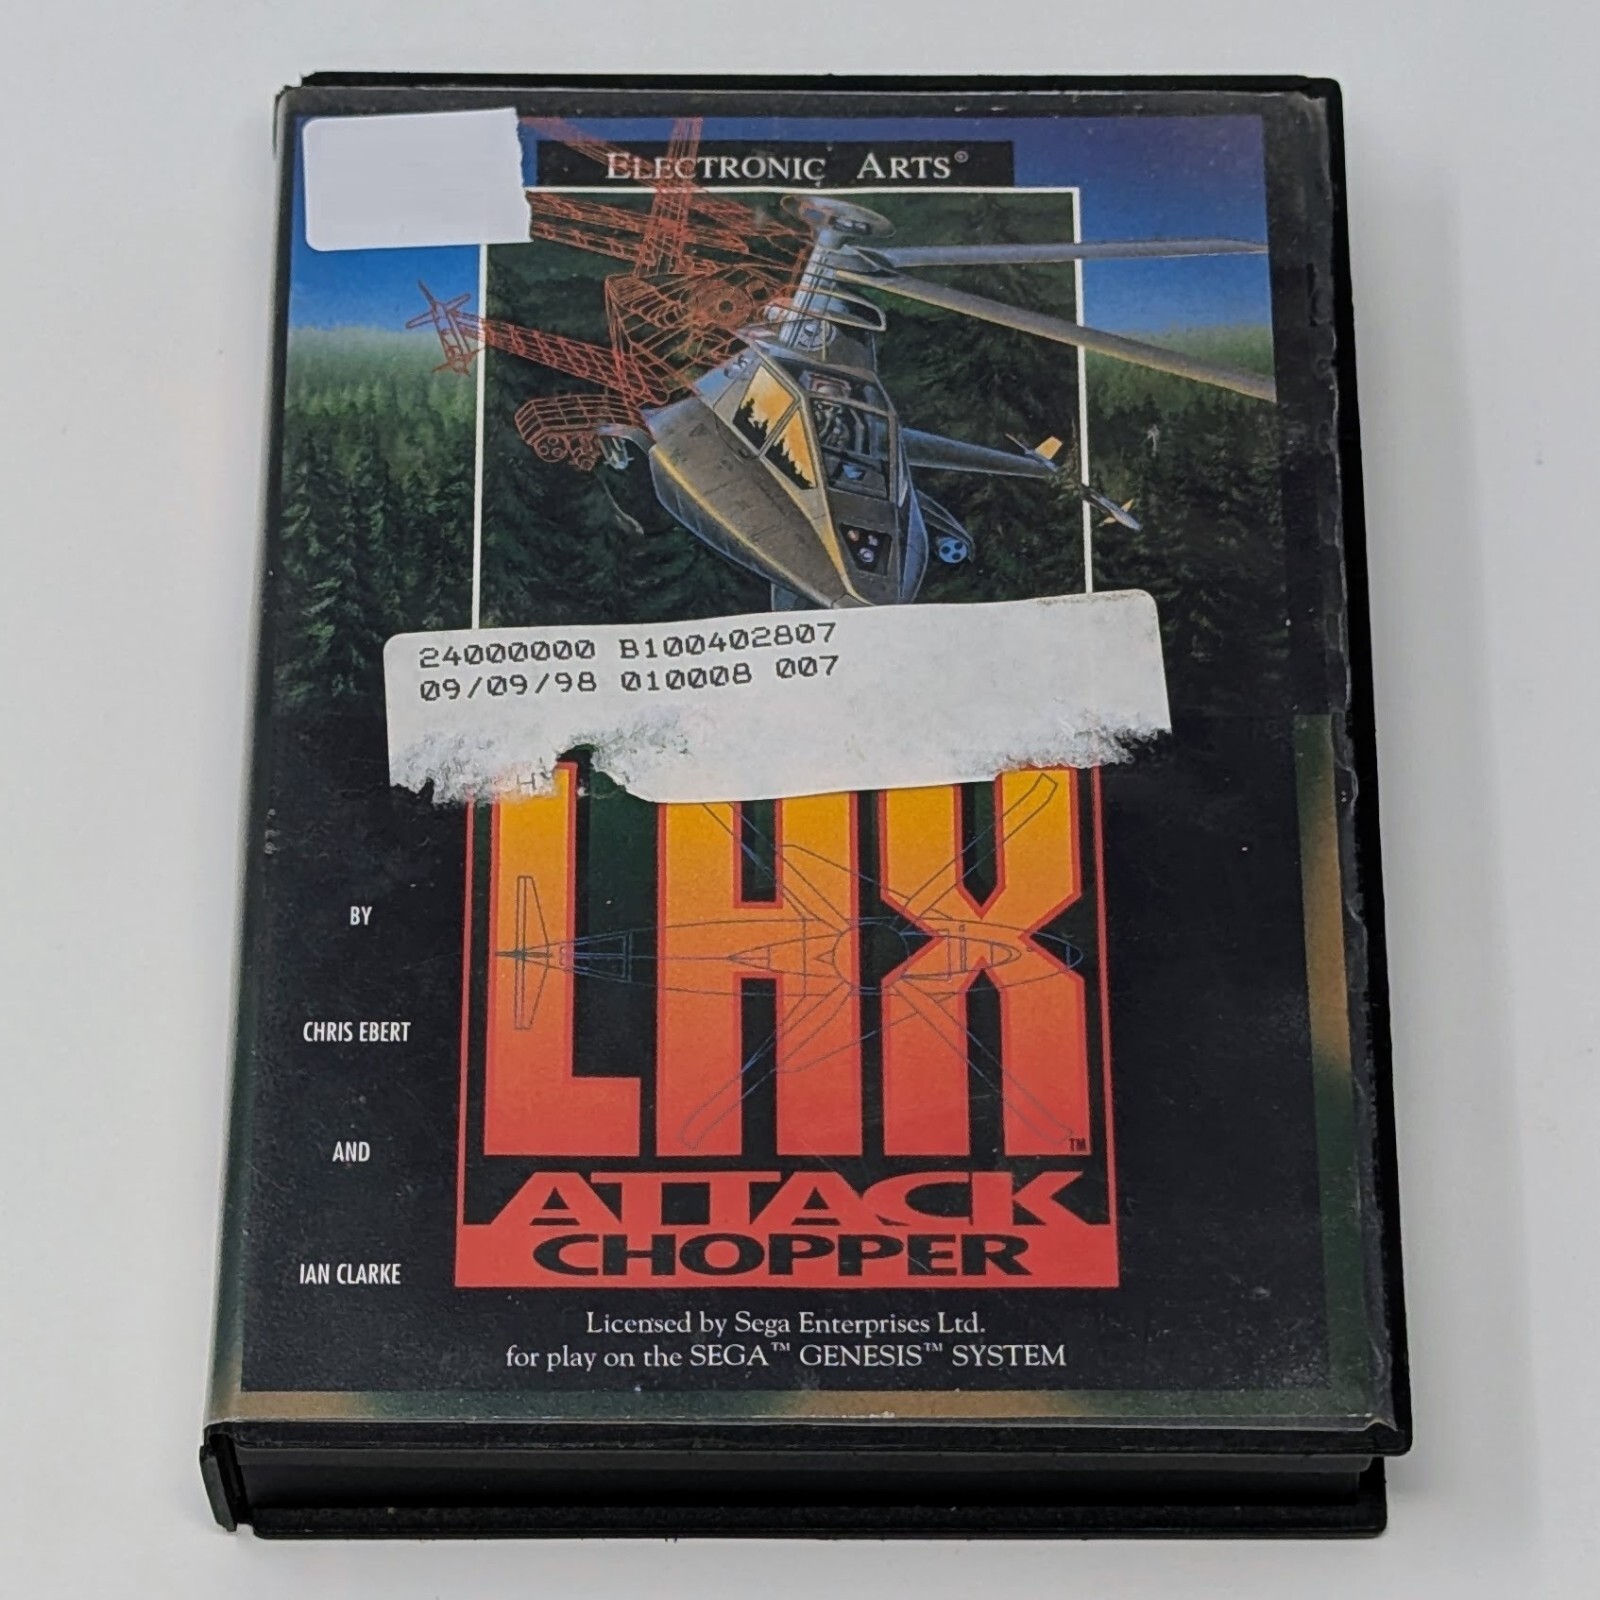 ELECTRONIC ARTS®
24000000 B100402807
09/09/98 010008 007
LHX™
ATTACK
CHOPPER
BY
CHRIS EBERT
AND
IAN CLARKE
Licensed by Sega Enterprises Ltd.
for play on the SEGA™ GENESIS™ SYSTEM